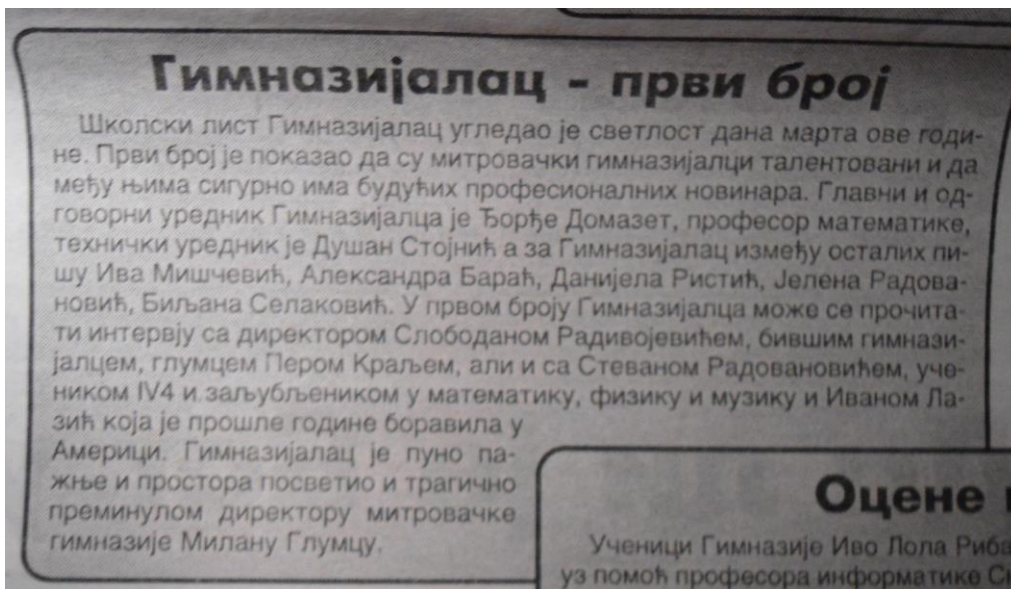 Гимназијалац - први број
Школски лист Гимназијалац угледао је светлост дана марта ове годи-
не. Први број је показао да су митровачки гимназијалци талентовани и да
међу њима сигурно има будућих професионалних новинара. Главни и од-
говорни уредник Гимназијалца је Ђорђе Домазет, професор математике,
технички уредник је Душан Стојнић а за Гимназијалац између осталих пи-
шу Ива Мишчевић, Александра Бараћ, Данијела Ристић, Јелена Радова-
новић, Биљана Селаковић. У првом броју Гимназијалца може се прочита-
ти интервју са директором Слободаном Радивојевићем, бившим гимнази-
јалцем, глумцем Пером Краљем, али и са Стеваном Радовановићем, уче-
ником IV4 и заљубљеником у математику, физику и музику и Иваном Ла-
зић која је прошле године боравила у
Америци. Гимназијалац је пуно па-
жње и простора посветио и трагично
преминулом директору митровачке
гимназије Милану Глумцу.
Оцене
Ученици Гимназије Иво Лола Риба
уз помоћ професора информатике